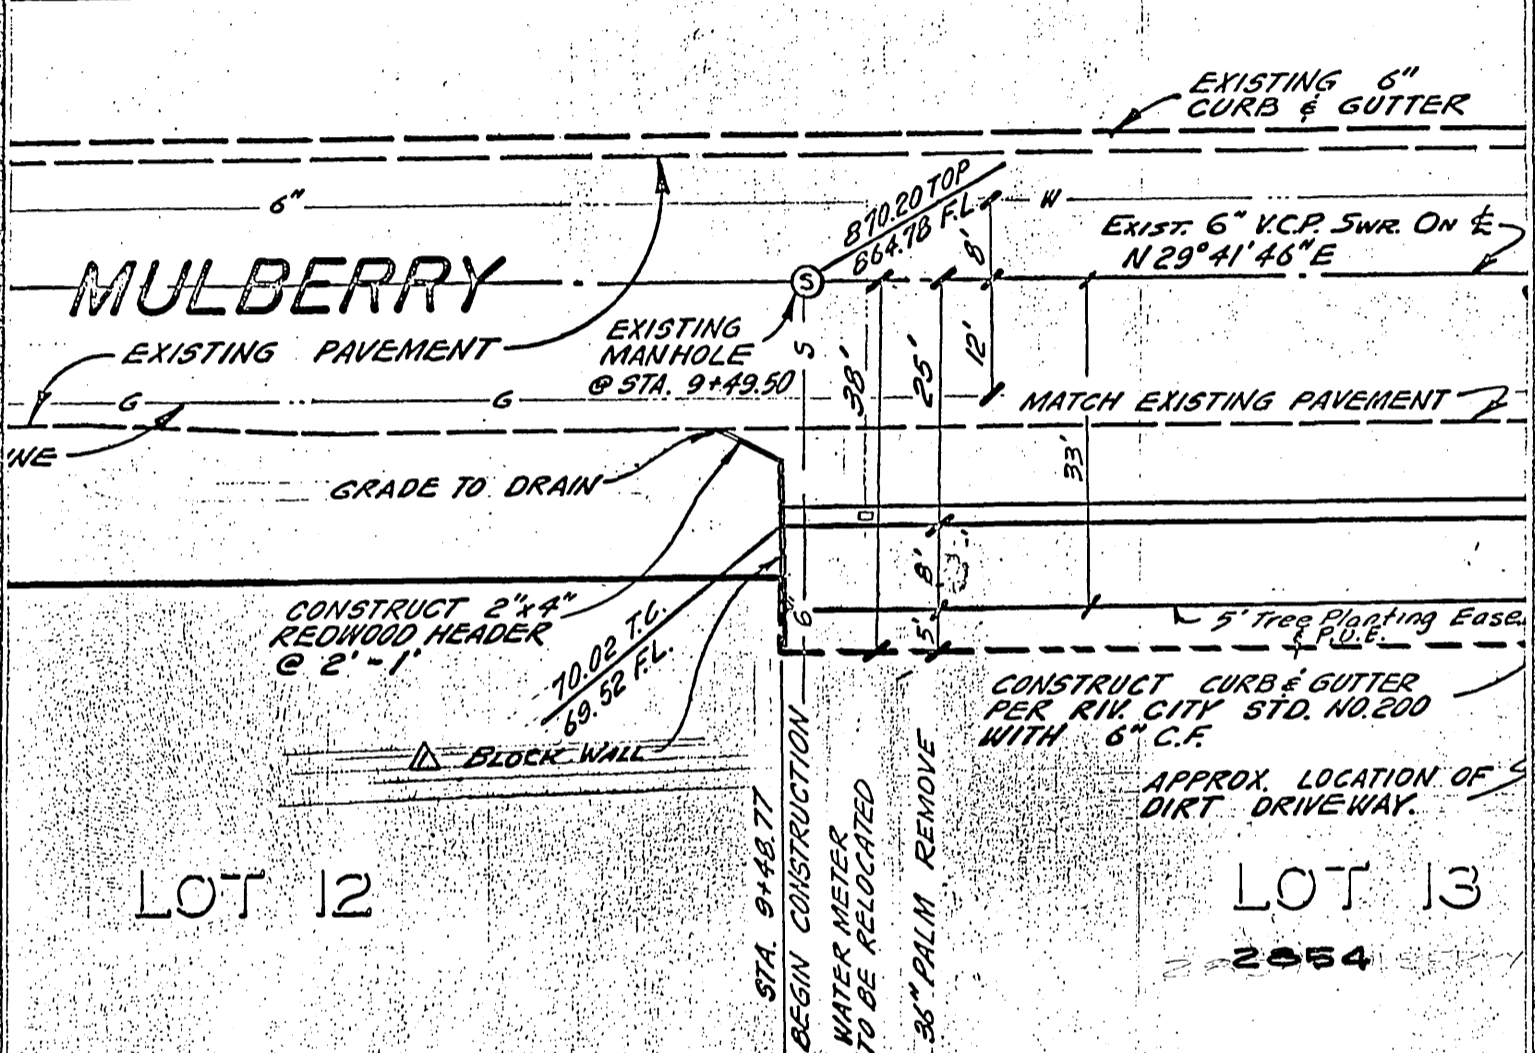 EXISTING 6"
CURB & GUTTER
6"
870.20 TOP
864.78 F.L.
W
EXIST. 6" V.C.P. SWR. ON ℄
N 29°41'46" E
8'
MULBERRY
S
EXISTING PAVEMENT
EXISTING
MANHOLE
@ STA. 9+49.50
S
38'
25'
12'
G
G
MATCH EXISTING PAVEMENT
NE
33'
GRADE TO DRAIN
8'
CONSTRUCT 2"x4"
REDWOOD HEADER
@ 2'-1'
70.02 T.C.
69.52 F.L.
6"
5'
5' Tree Planting Ease.
& P.U.E.
CONSTRUCT CURB & GUTTER
PER RIV. CITY STD. NO. 200
WITH 6" C.F.
1 BLOCK WALL
APPROX. LOCATION OF
DIRT DRIVEWAY.
STA. 9+48.77
BEGIN CONSTRUCTION
WATER METER
TO BE RELOCATED
36" PALM REMOVE
LOT 12
LOT 13
2854